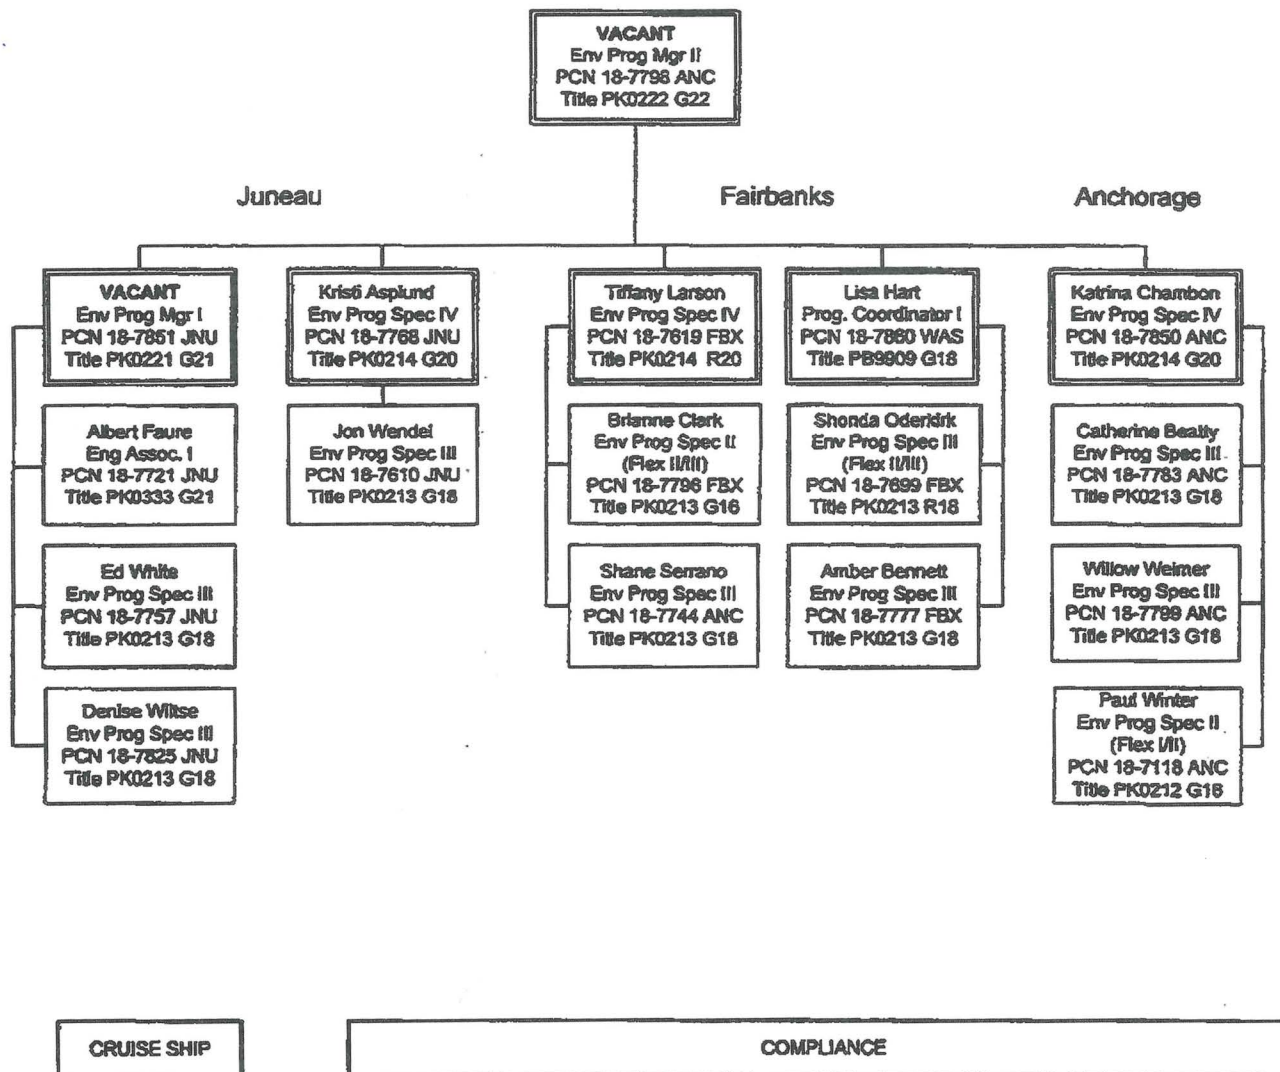 VACANT
Env Prog Mgr II
PCN 18-7798 ANC
Title PK0222 G22
Juneau
Fairbanks
Anchorage
VACANT
Env Prog Mgr I
PCN 18-7851 JNU
Title PK0221 G21
Kristi Asplund
Env Prog Spec IV
PCN 18-7768 JNU
Title PK0214 G20
Tiffany Larson
Env Prog Spec IV
PCN 18-7619 FBX
Title PK0214 R20
Lisa Hart
Prog. Coordinator I
PCN 18-7860 WAS
Title PB9909 G18
Katrina Chambon
Env Prog Spec IV
PCN 18-7850 ANC
Title PK0214 G20
Albert Faure
Eng Assoc. I
PCN 18-7721 JNU
Title PK0333 G21
Jon Wendel
Env Prog Spec III
PCN 18-7610 JNU
Title PK0213 G18
Brianne Clark
Env Prog Spec II
(Flex II/III)
PCN 18-7796 FBX
Title PK0213 G16
Shonda Oderkirk
Env Prog Spec III
(Flex II/III)
PCN 18-7699 FBX
Title PK0213 R18
Catherine Beatty
Env Prog Spec III
PCN 18-7783 ANC
Title PK0213 G18
Ed White
Env Prog Spec III
PCN 18-7757 JNU
Title PK0213 G18
Shane Serrano
Env Prog Spec III
PCN 18-7744 ANC
Title PK0213 G18
Amber Bennett
Env Prog Spec III
PCN 18-7777 FBX
Title PK0213 G18
Willow Weimer
Env Prog Spec III
PCN 18-7799 ANC
Title PK0213 G18
Denise Wiltse
Env Prog Spec III
PCN 18-7825 JNU
Title PK0213 G18
Paul Winter
Env Prog Spec II
(Flex I/II)
PCN 18-7118 ANC
Title PK0212 G16
CRUISE SHIP
COMPLIANCE